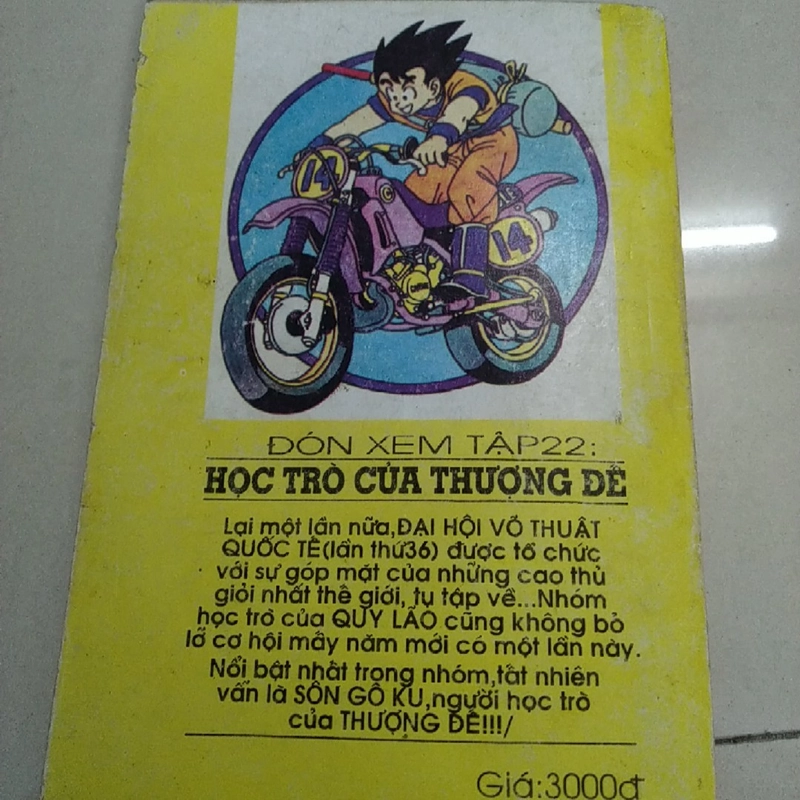 14
14
ĐÓN XEM TẬP22:
HỌC TRÒ CỦA THƯỢNG ĐẾ
Lại một lần nữa,ĐẠI HỘI VÕ THUẬT
QUỐC TẾ(lần thứ36) được tổ chức
với sự góp mặt của những cao thủ
giỏi nhất thế giới, tụ tập về...Nhóm
học trò của QUY LÃO cũng không bỏ
lỡ cơ hội mấy năm mới có một lần này.
Nổi bật nhất trong nhóm,tất nhiên
vẫn là SÔN GÔ KU,người học trò
của THƯỢNG ĐẾ!!!/
Giá:3000đ